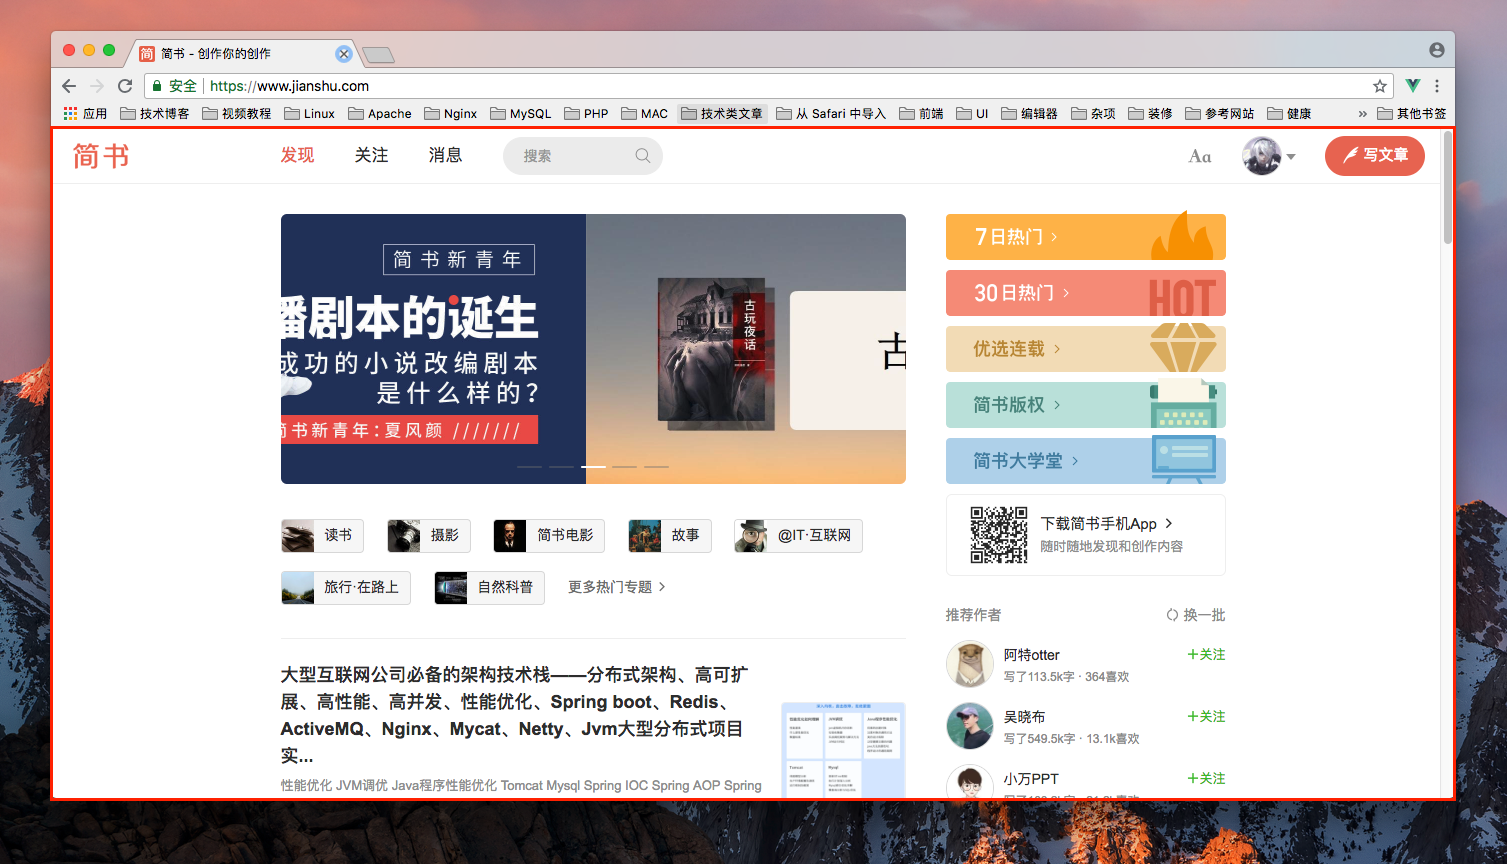 简书 - 创作你的创作
安全 https://www.jianshu.com
应用 技术博客 视频教程 Linux Apache Nginx MySQL PHP MAC 技术类文章 从 Safari 中导入 前端 UI 编辑器 杂项 装修 参考网站 健康 » 其他书签
简书 发现 关注 消息 搜索 Aa 写文章
简书新青年
播剧本的诞生
成功的小说改编剧本
是什么样的?
简书新青年:夏风颜 ///////
古玩夜话
古
7日热门
30日热门
HOT
优选连载
简书版权
简书大学堂
下载简书手机App
随时随地发现和创作内容
读书 摄影 简书电影 故事 @IT·互联网
旅行·在路上 自然科普 更多热门专题
推荐作者 换一批
阿特otter +关注
写了113.5k字 · 364喜欢
吴晓布 +关注
写了549.5k字 · 13.1k喜欢
小万PPT +关注
大型互联网公司必备的架构技术栈——分布式架构、高可扩
展、高性能、高并发、性能优化、Spring boot、Redis、
ActiveMQ、Nginx、Mycat、Netty、Jvm大型分布式项目
实...
性能优化 JVM调优 Java程序性能优化 Tomcat Mysql Spring IOC Spring AOP Spring
Tomcat Mysql